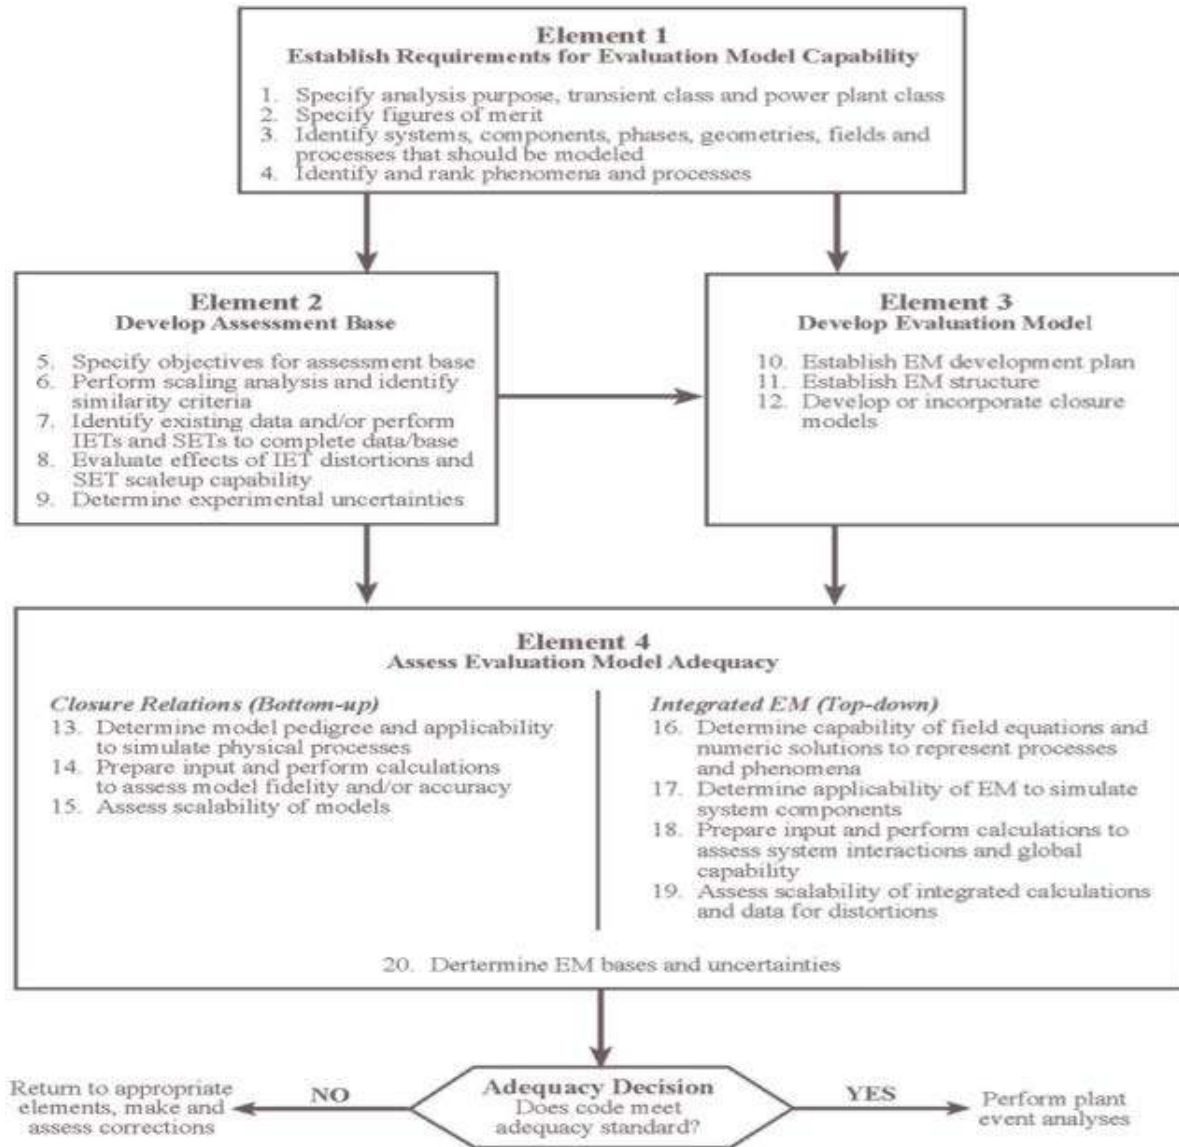 Element 1
Establish Requirements for Evaluation Model Capability
1. Specify analysis purpose, transient class and power plant class
2. Specify figures of merit
3. Identify systems, components, phases, geometries, fields and
processes that should be modeled
4. Identify and rank phenomena and processes
Element 2
Develop Assessment Base
5. Specify objectives for assessment base
6. Perform scaling analysis and identify
similarity criteria
7. Identify existing data and/or perform
IETs and SETs to complete data/base
8. Evaluate effects of IET distortions and
SET scaleup capability
9. Determine experimental uncertainties
Element 3
Develop Evaluation Model
10. Establish EM development plan
11. Establish EM structure
12. Develop or incorporate closure
models
Element 4
Assess Evaluation Model Adequacy
Closure Relations (Bottom-up)
13. Determine model pedigree and applicability
to simulate physical processes
14. Prepare input and perform calculations
to assess model fidelity and/or accuracy
15. Assess scalability of models
Integrated EM (Top-down)
16. Determine capability of field equations and
numeric solutions to represent processes
and phenomena
17. Determine applicability of EM to simulate
system components
18. Prepare input and perform calculations to
assess system interactions and global
capability
19. Assess scalability of integrated calculations
and data for distortions
20. Dertermine EM bases and uncertainties
Return to appropriate
elements, make and
assess corrections
NO
Adequacy Decision
Does code meet
adequacy standard?
YES
Perform plant
event analyses